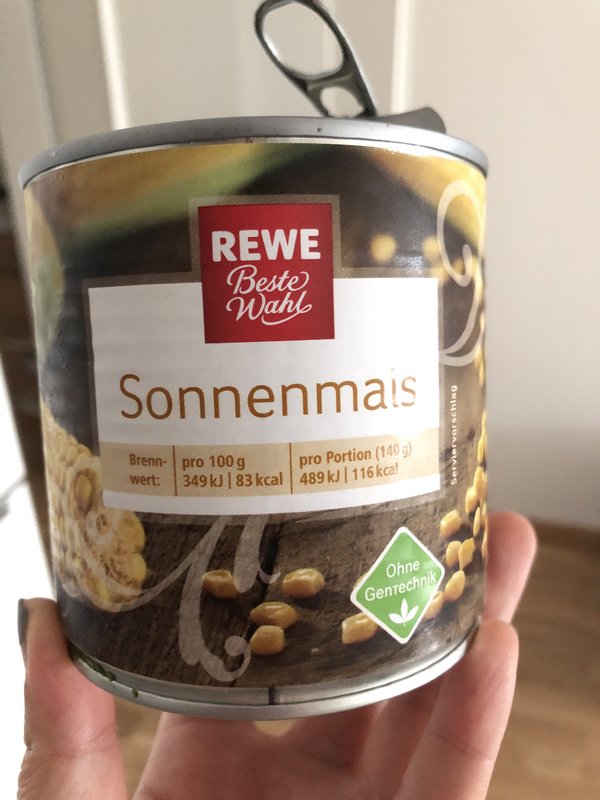 REWE
Beste
Wahl
Sonnenmais
Brenn-
wert:
pro 100 g
349 kJ | 83 kcal
pro Portion (140 g)
489 kJ | 116 kcal
Serviervorschlag
Ohne
GenTechnik